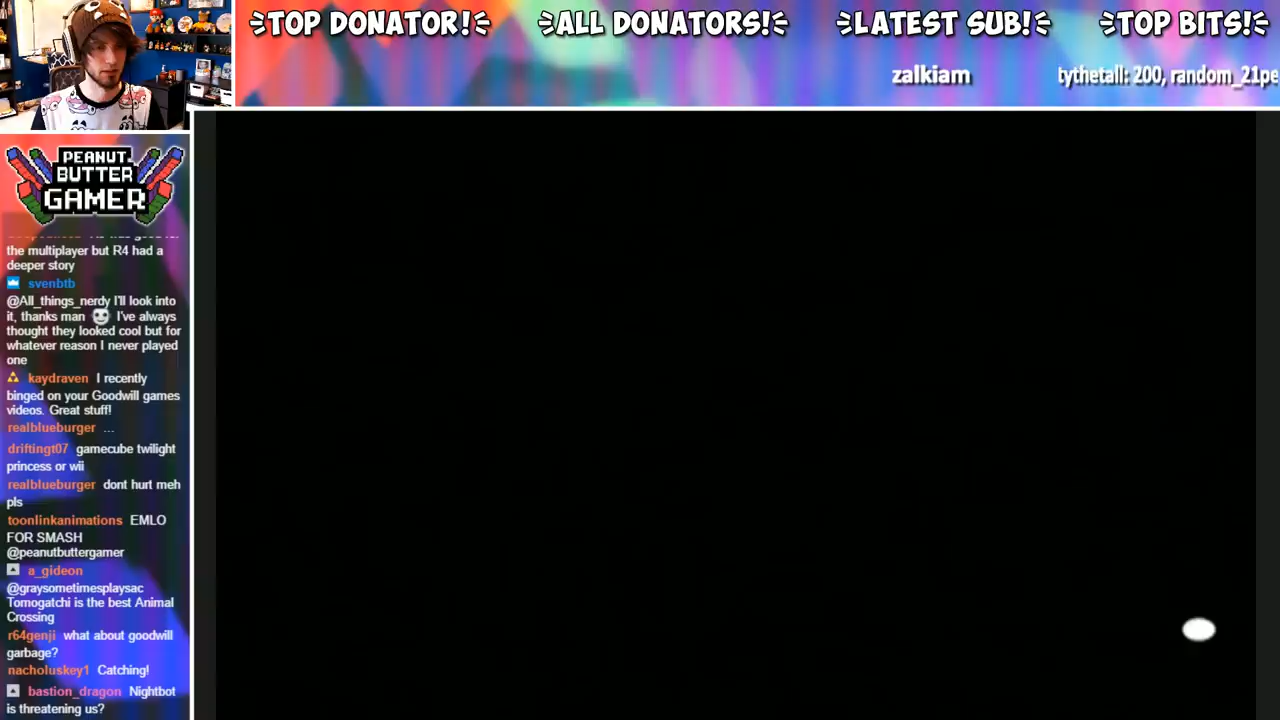 TOP DONATOR!
ALL DONATORS!
LATEST SUB!
TOP BITS!
zalkiam
tythetall: 200, random_21pe
PEANUT
BUTTER
GAMER
the multiplayer but R4 had a
deeper story
svenbtb
@All_things_nerdy I'll look into
it, thanks man I've always
thought they looked cool but for
whatever reason I never played
one
kaydraven I recently
binged on your Goodwill games
videos. Great stuff!
realblueburger ...
driftingt07 gamecube twilight
princess or wii
realblueburger dont hurt meh
pls
toonlinkanimations EMLO
FOR SMASH
@peanutbuttergamer
a_gideon
@graysometimesplaysac
Tomogatchi is the best Animal
Crossing
r64genji what about goodwill
garbage?
nacholuskey1 Catching!
bastion_dragon Nightbot
is threatening us?